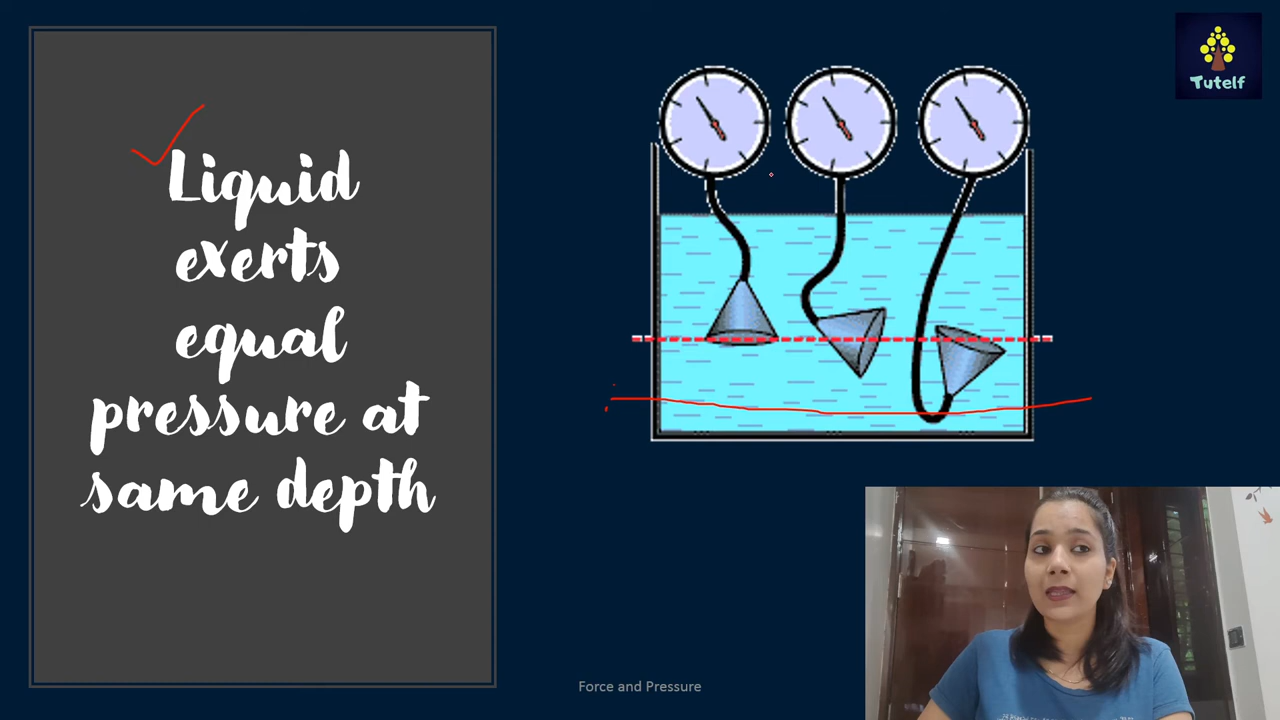 Liquid
exerts
equal
pressure at
same depth
Tutelf
Force and Pressure